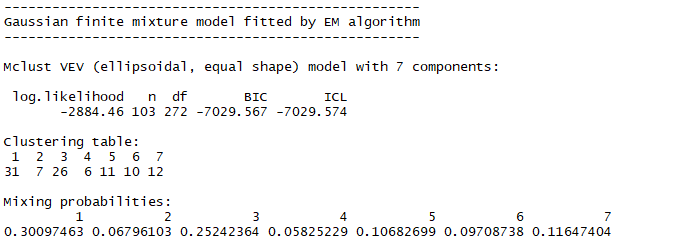 ----------------------------------------------------
Gaussian finite mixture model fitted by EM algorithm
----------------------------------------------------
Mclust VEV (ellipsoidal, equal shape) model with 7 components:
log.likelihood n df BIC ICL
-2884.46 103 272 -7029.567 -7029.574
Clustering table:
1 2 3 4 5 6 7
31 7 26 6 11 10 12
Mixing probabilities:
1 2 3 4 5 6 7
0.30097463 0.06796103 0.25242364 0.05825229 0.10682699 0.09708738 0.11647404